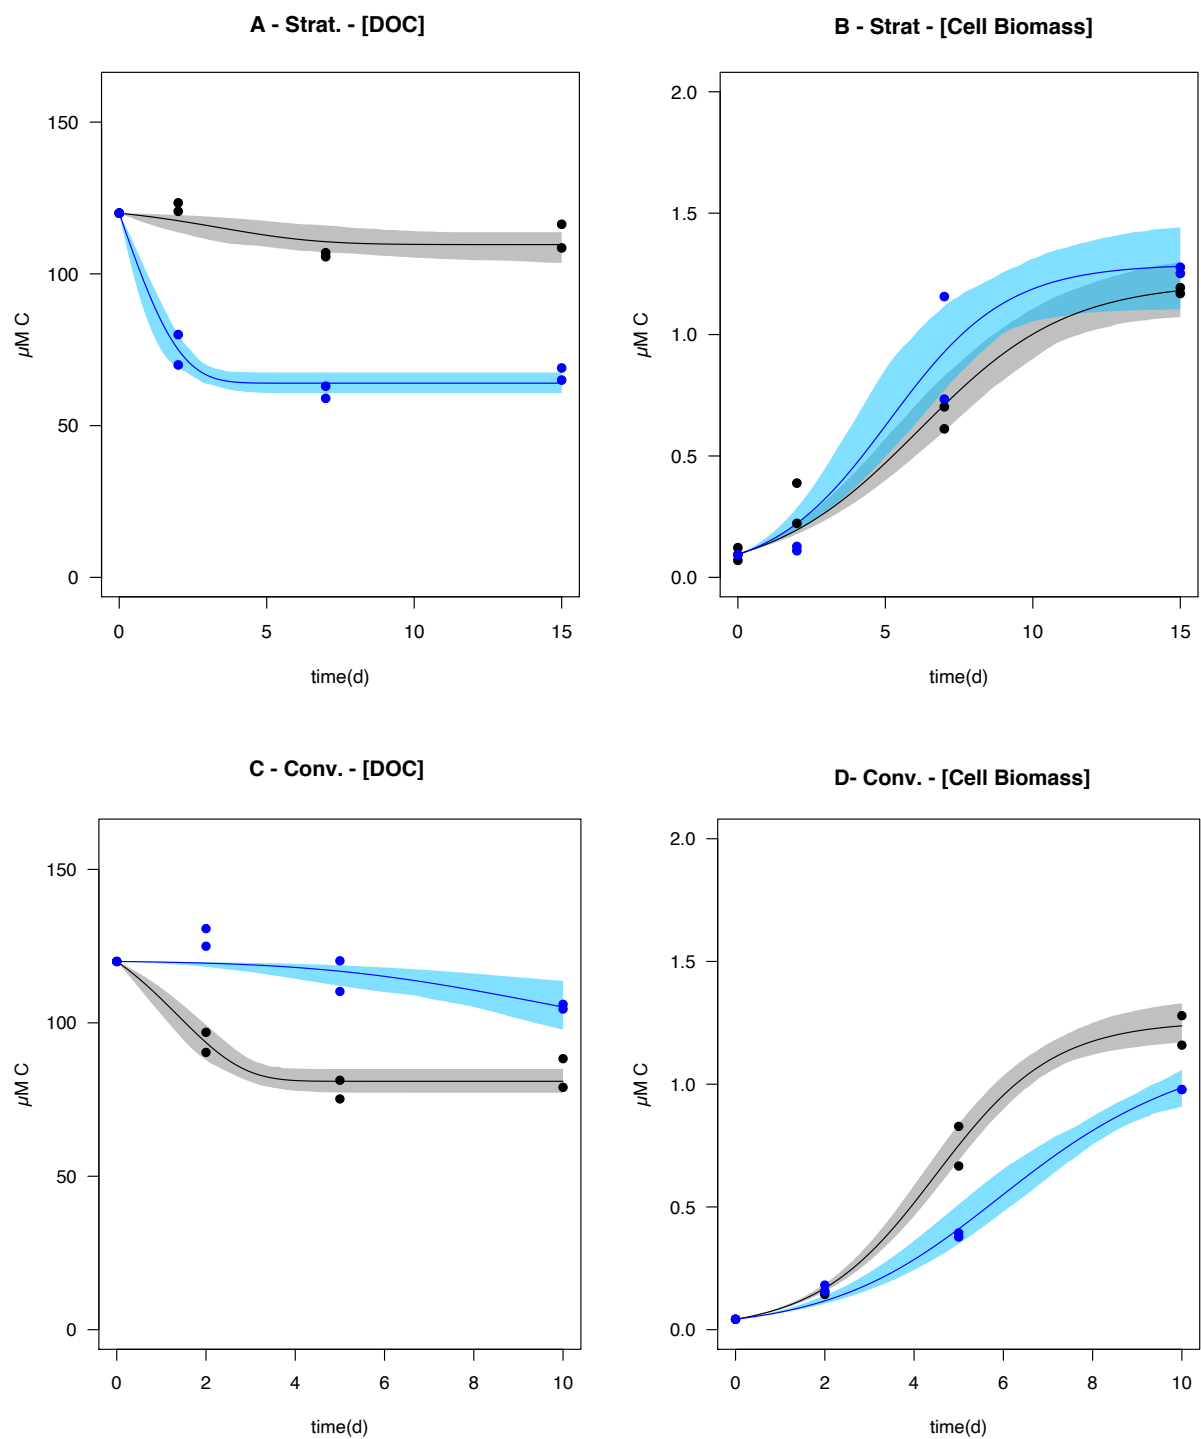 A - Strat. - [DOC]
150
100
50
0
µM C
0 5 10 15
time(d)
B - Strat - [Cell Biomass]
2.0
1.5
1.0
0.5
0.0
µM C
0 5 10 15
time(d)
C - Conv. - [DOC]
150
100
50
0
µM C
0 2 4 6 8 10
time(d)
D- Conv. - [Cell Biomass]
2.0
1.5
1.0
0.5
0.0
µM C
0 2 4 6 8 10
time(d)